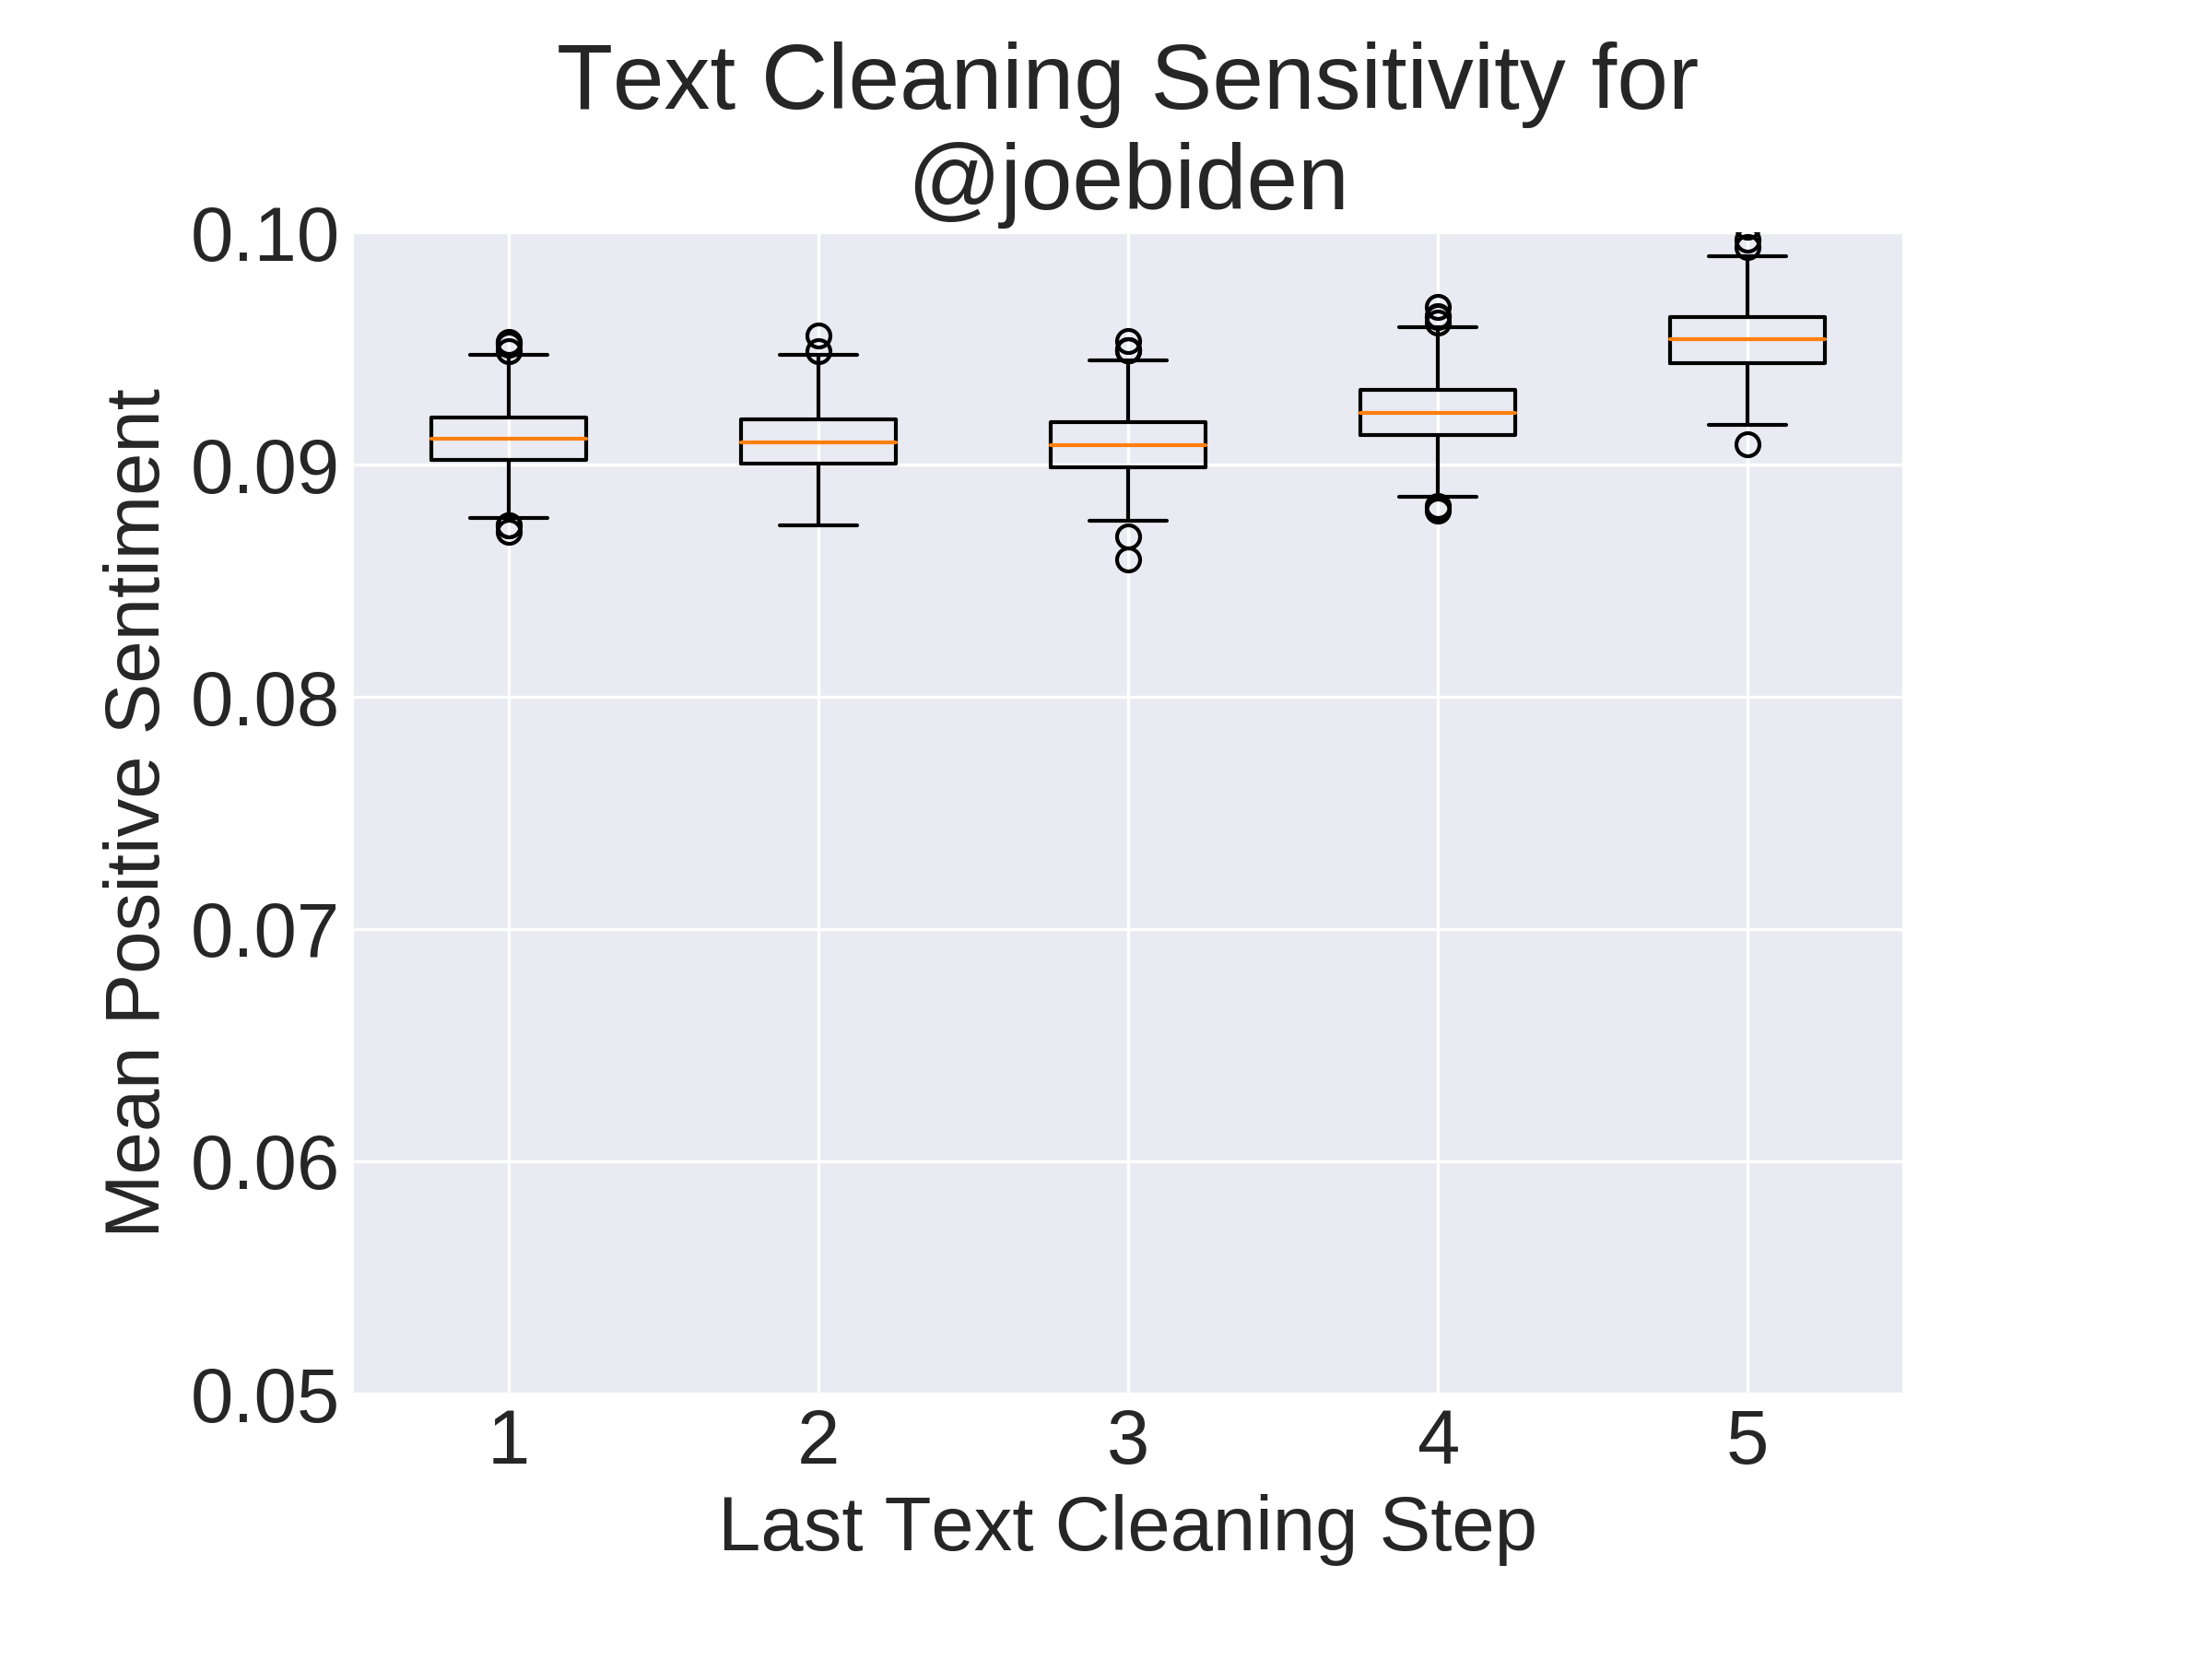 Text Cleaning Sensitivity for
@joebiden
Mean Positive Sentiment
0.10
0.09
0.08
0.07
0.06
0.05
1 2 3 4 5
Last Text Cleaning Step